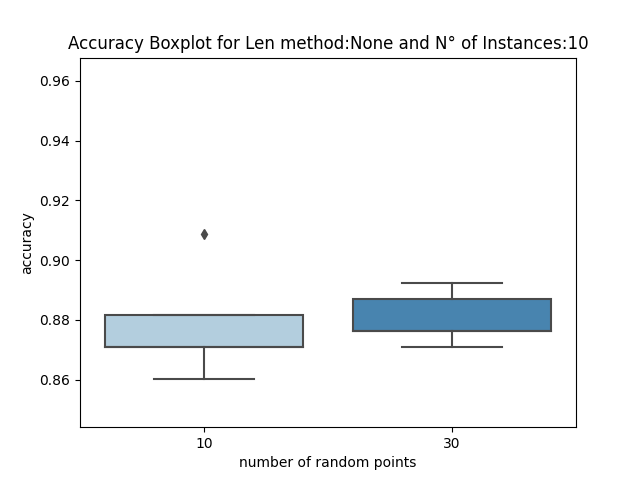 Accuracy Boxplot for Len method:None and N° of Instances:10
0.96
0.94
0.92
0.90
0.88
0.86
accuracy
10 30
number of random points